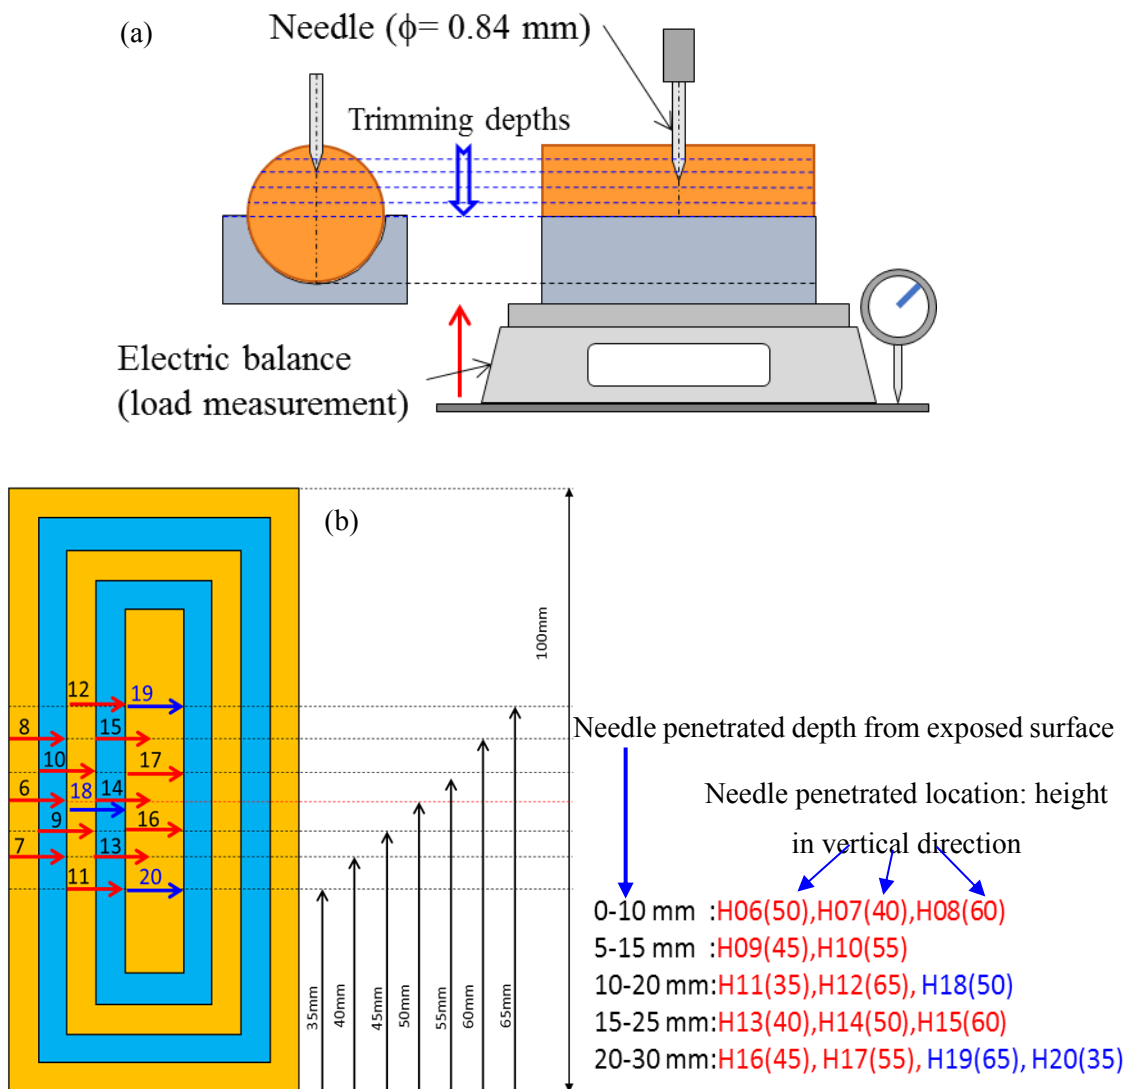 (a)
Needle (ϕ= 0.84 mm)
Trimming depths
Electric balance
(load measurement)
(b)
100mm
12
19
8
15
10
17
6
18
14
9
16
7
13
11
20
35mm
40mm
45mm
50mm
55mm
60mm
65mm
Needle penetrated depth from exposed surface
Needle penetrated location: height
in vertical direction
0-10 mm :H06(50),H07(40),H08(60)
5-15 mm :H09(45),H10(55)
10-20 mm:H11(35),H12(65), H18(50)
15-25 mm:H13(40),H14(50),H15(60)
20-30 mm:H16(45), H17(55), H19(65), H20(35)